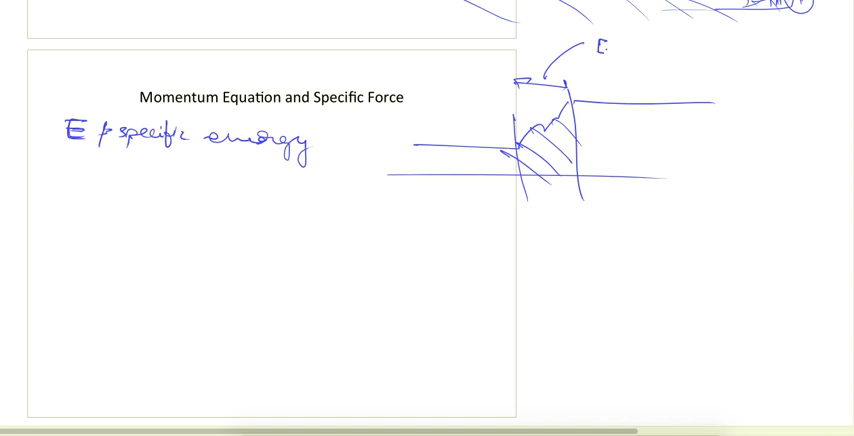 E
Momentum Equation and Specific Force
E & specific energy